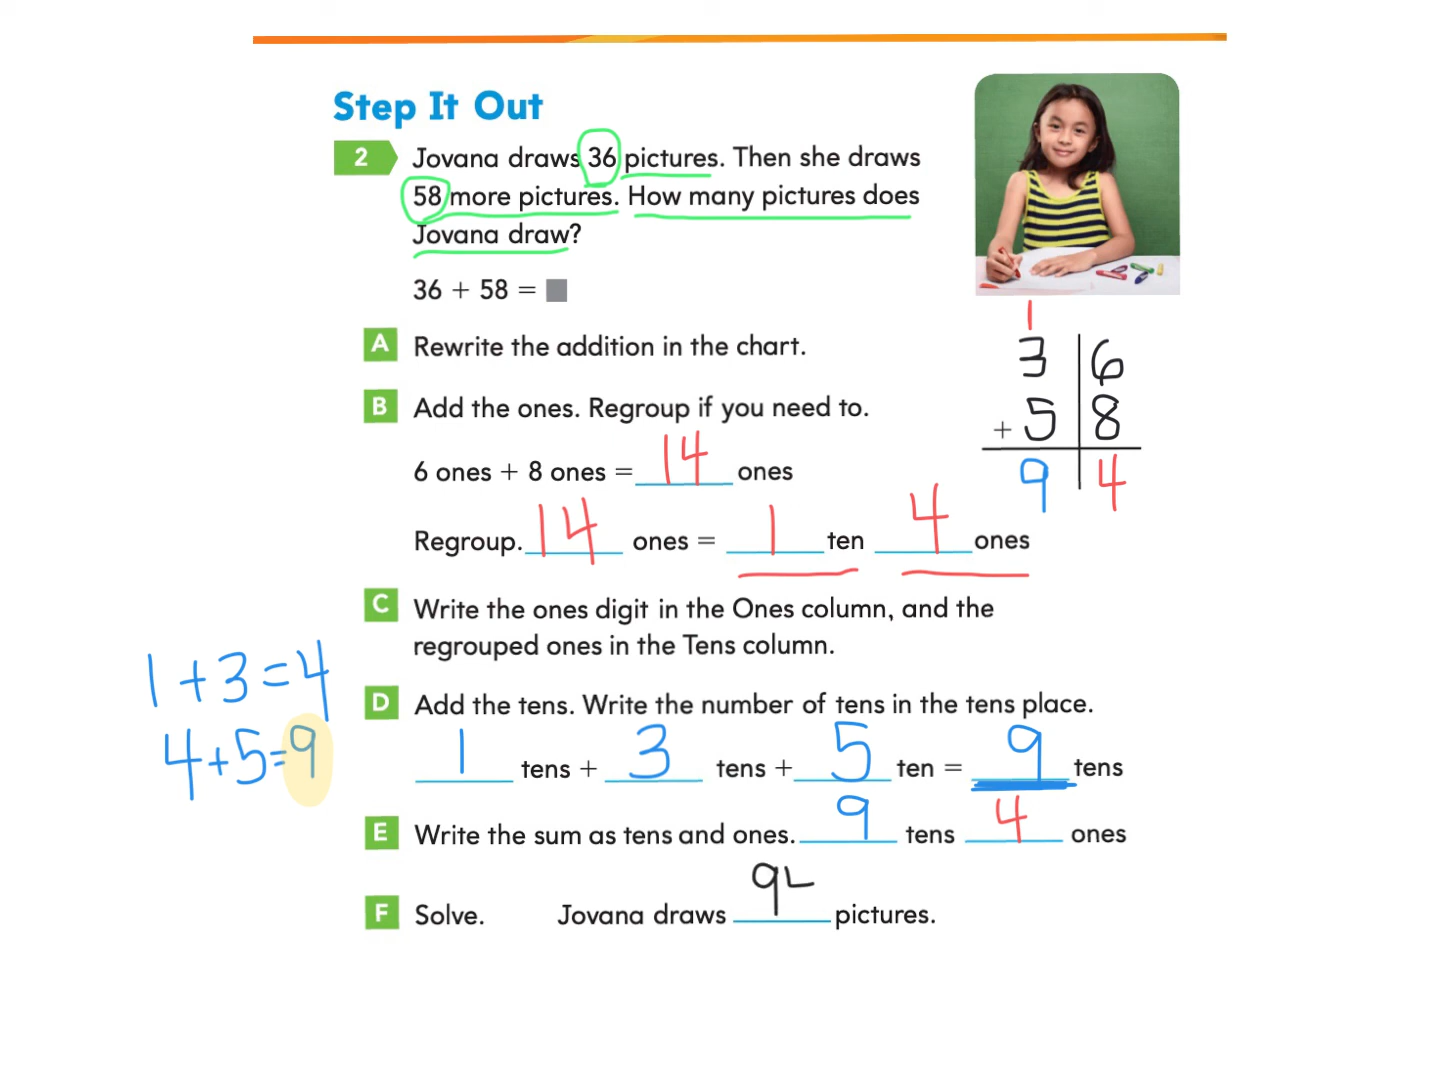 Step It Out
2 Jovana draws 36 pictures. Then she draws
58 more pictures. How many pictures does
Jovana draw?
36 + 58 =
A Rewrite the addition in the chart.
1
3 6
+ 5 8
9 4
B Add the ones. Regroup if you need to.
6 ones + 8 ones = 14 ones
Regroup. 14 ones = 1 ten 4 ones
C Write the ones digit in the Ones column, and the
regrouped ones in the Tens column.
1+3=4
4+5=9
D Add the tens. Write the number of tens in the tens place.
1 tens + 3 tens + 5 ten = 9 tens
E Write the sum as tens and ones. 9 tens 4 ones
F Solve. Jovana draws 9 pictures.